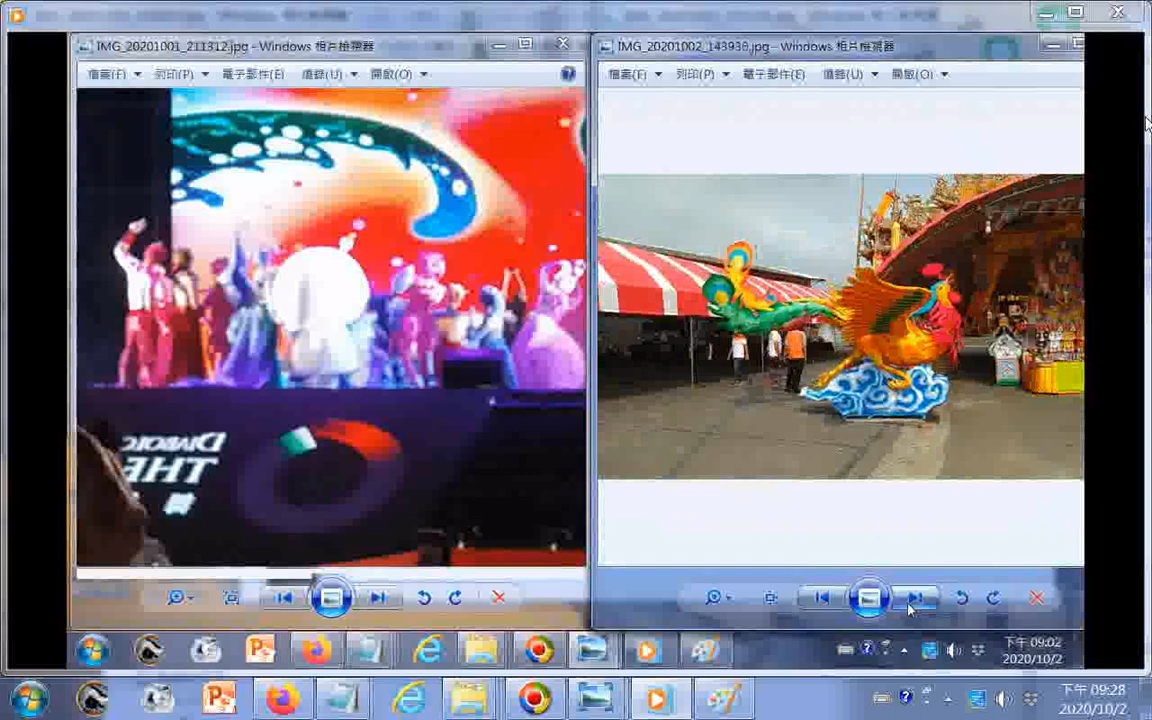 IMG_20201001_211312.jpg - Windows 相片檢視器
檔案(F) 列印(P) 電子郵件(E) 燒錄(U) 開啟(O)
IMG_20201002_143938.jpg - Windows 相片檢視器
檔案(F) 列印(P) 電子郵件(E) 燒錄(U) 開啟(O)
DIABOLO
THE
下午 09:02
2020/10/2
下午 09:28
2020/10/2